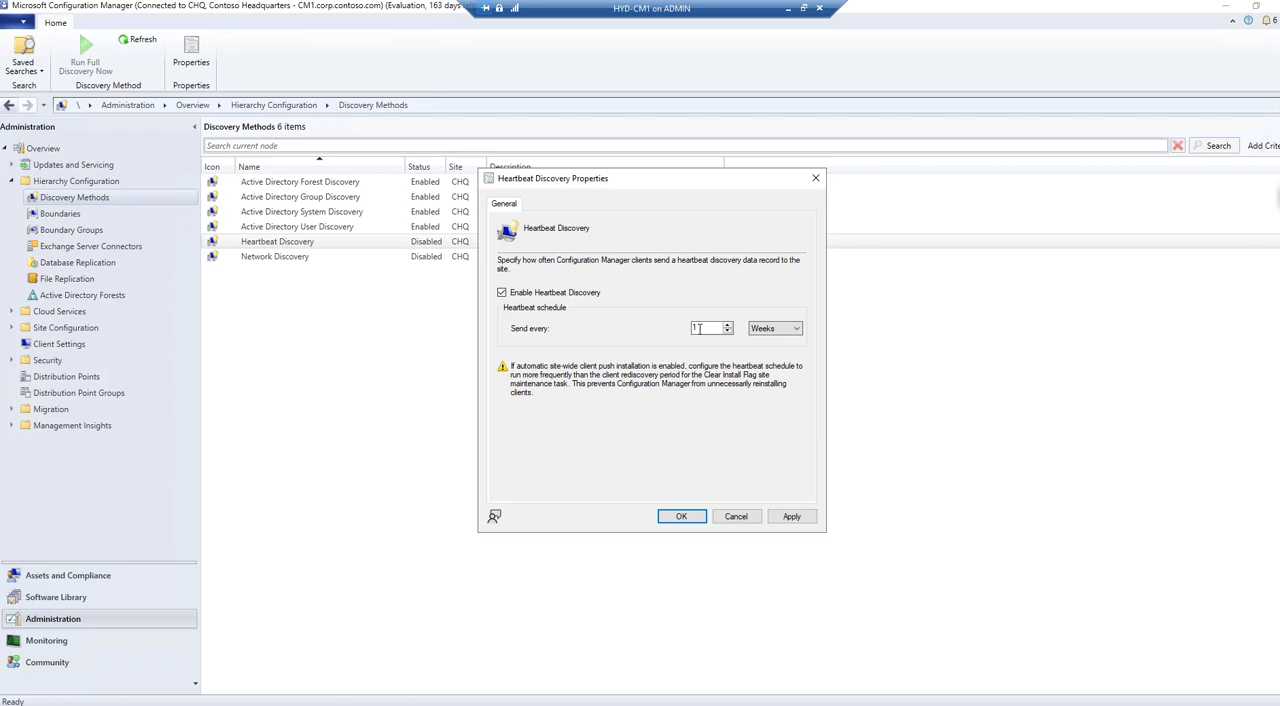 Microsoft Configuration Manager (Connected to CHQ, Contoso Headquarters - CM1.corp.contoso.com) (Evaluation, 163 days
HYD-CM1 on ADMIN
Home
6
Saved Searches
Run Full Discovery Now
Refresh
Properties
Search
Discovery Method
Properties
\ Administration Overview Hierarchy Configuration Discovery Methods
Administration
Discovery Methods 6 items
Search current node
Search
Add Crite
Overview
Updates and Servicing
Hierarchy Configuration
Discovery Methods
Boundaries
Boundary Groups
Exchange Server Connectors
Database Replication
File Replication
Active Directory Forests
Cloud Services
Site Configuration
Client Settings
Security
Distribution Points
Distribution Point Groups
Migration
Management Insights
Icon Name Status Site Description
Active Directory Forest Discovery Enabled CHQ
Active Directory Group Discovery Enabled CHQ
Active Directory System Discovery Enabled CHQ
Active Directory User Discovery Enabled CHQ
Heartbeat Discovery Disabled CHQ
Network Discovery Disabled CHQ
Heartbeat Discovery Properties
General
Heartbeat Discovery
Specify how often Configuration Manager clients send a heartbeat discovery data record to the
site.
Enable Heartbeat Discovery
Heartbeat schedule
Send every: 1 Weeks
If automatic site-wide client push installation is enabled, configure the heartbeat schedule to
run more frequently than the client rediscovery period for the Clear Install Flag site
maintenance task. This prevents Configuration Manager from unnecessarily reinstalling
clients.
OK Cancel Apply
Assets and Compliance
Software Library
Administration
Monitoring
Community
Ready